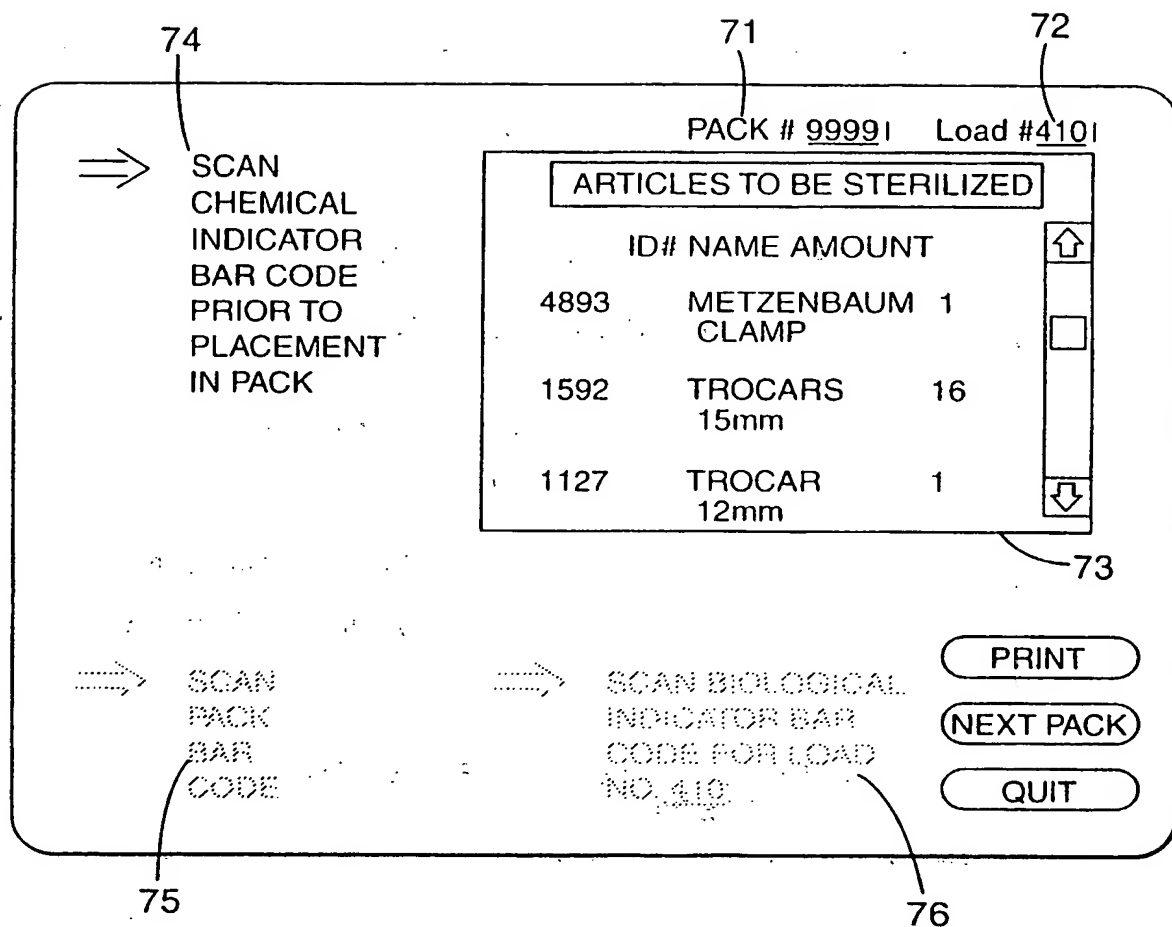 74
71
72
PACK # 9999
Load #410
SCAN
CHEMICAL
INDICATOR
BAR CODE
PRIOR TO
PLACEMENT
IN PACK
ARTICLES TO BE STERILIZED
ID# NAME AMOUNT
4893 METZENBAUM 1
CLAMP
1592 TROCARS 16
15mm
1127 TROCAR 1
12mm
73
SCAN
PACK
BAR
CODE
SCAN BIOLOGICAL
INDICATOR BAR
CODE FOR LOAD
NO. 410
PRINT
NEXT PACK
QUIT
75
76